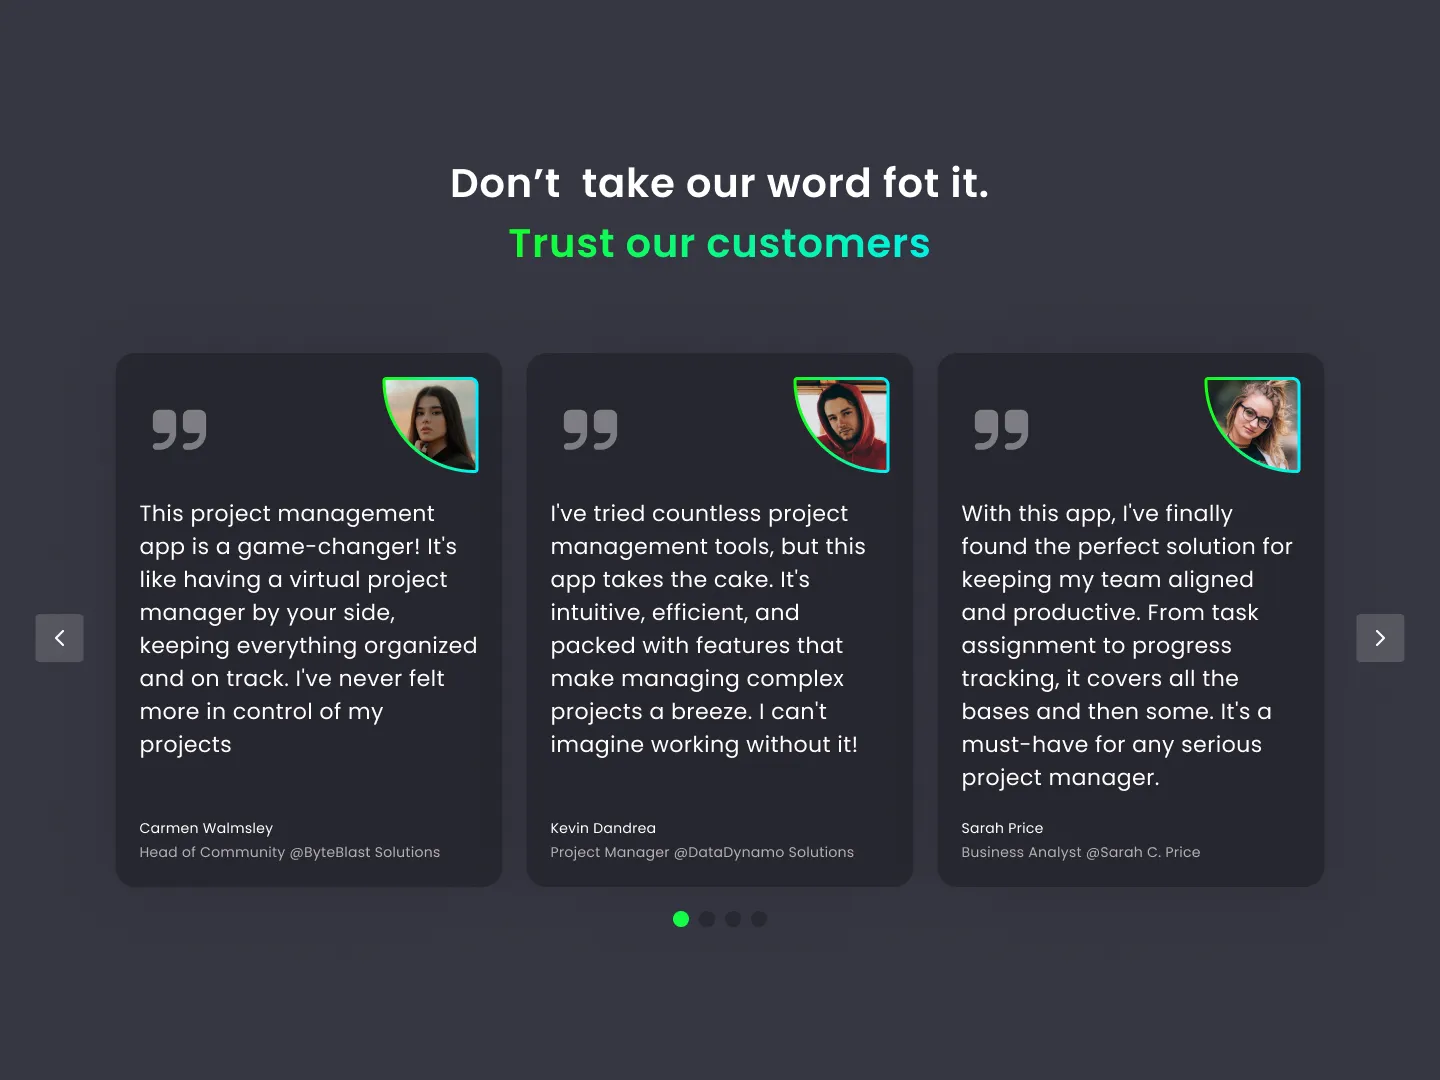 Don’t  take our word fot it.
Trust our customers
This project management
app is a game-changer! It's
like having a virtual project
manager by your side,
keeping everything organized
and on track. I've never felt
more in control of my
projects
Carmen Walmsley
Head of Community @ByteBlast Solutions
I've tried countless project
management tools, but this
app takes the cake. It's
intuitive, efficient, and
packed with features that
make managing complex
projects a breeze. I can't
imagine working without it!
Kevin Dandrea
Project Manager @DataDynamo Solutions
With this app, I've finally
found the perfect solution for
keeping my team aligned
and productive. From task
assignment to progress
tracking, it covers all the
bases and then some. It's a
must-have for any serious
project manager.
Sarah Price
Business Analyst @Sarah C. Price